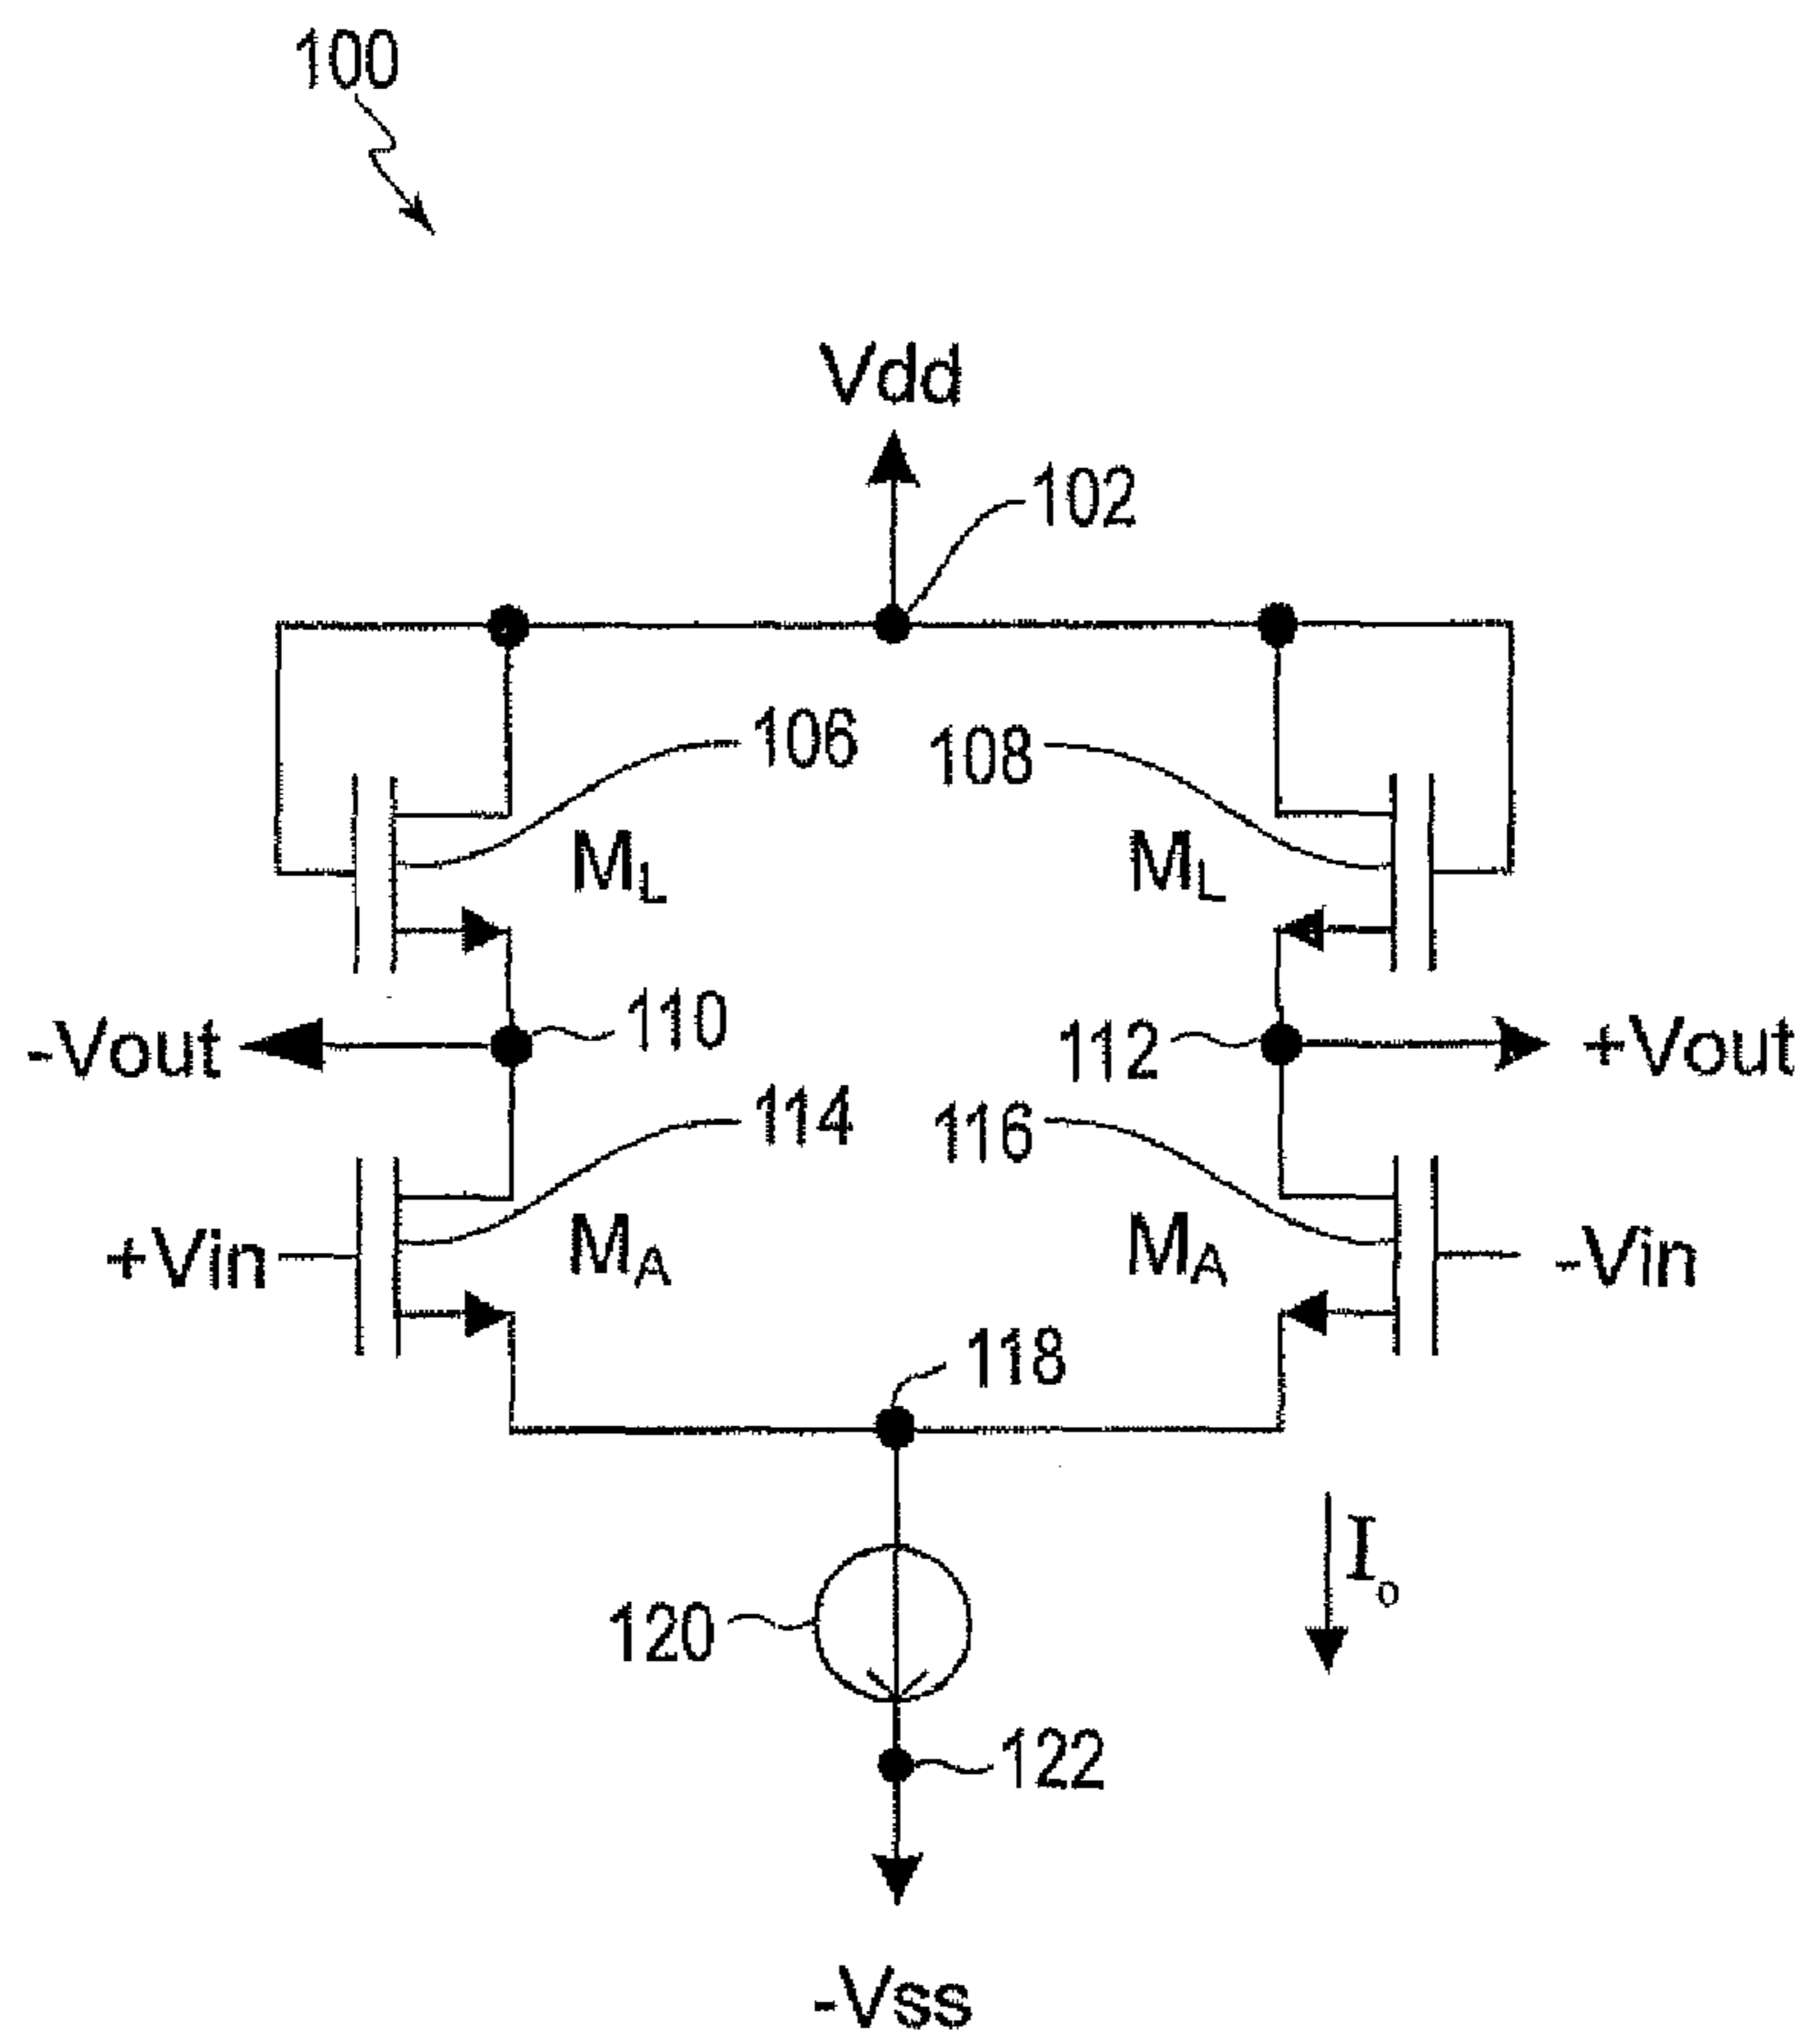 100
Vdd
102
106
108
ML
ML
-Vout
110
112
+Vout
114
116
+Vin
MA
MA
-Vin
118
Io
120
122
-Vss